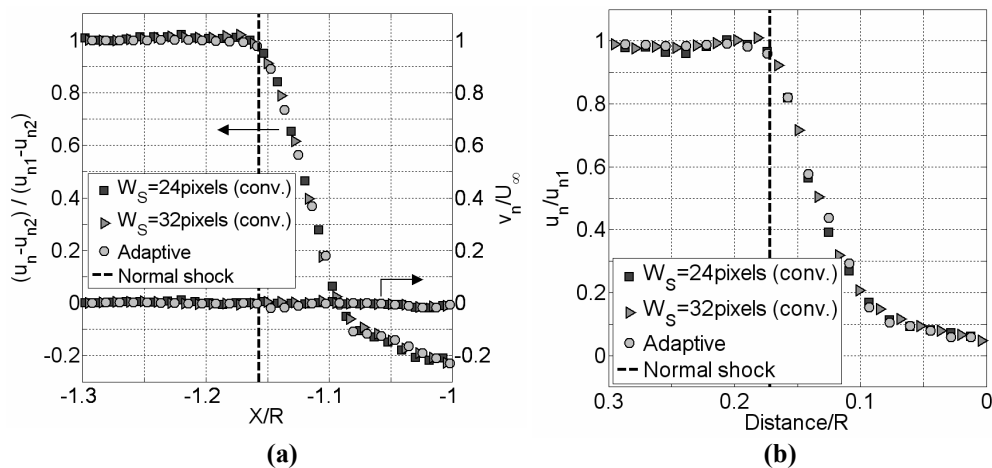 1
0.8
0.6
0.4
0.2
0
-0.2
(u_n-u_n2) / (u_n1-u_n2)
1
0.8
0.6
0.4
0.2
0
-0.2
v_n/U_∞
W_S=24pixels (conv.)
W_S=32pixels (conv.)
Adaptive
Normal shock
-1.3 -1.2 -1.1 -1
X/R
(a)
1
0.8
0.6
0.4
0.2
0
u_n/u_n1
W_S=24pixels (conv.)
W_S=32pixels (conv.)
Adaptive
Normal shock
0.3 0.2 0.1 0
Distance/R
(b)